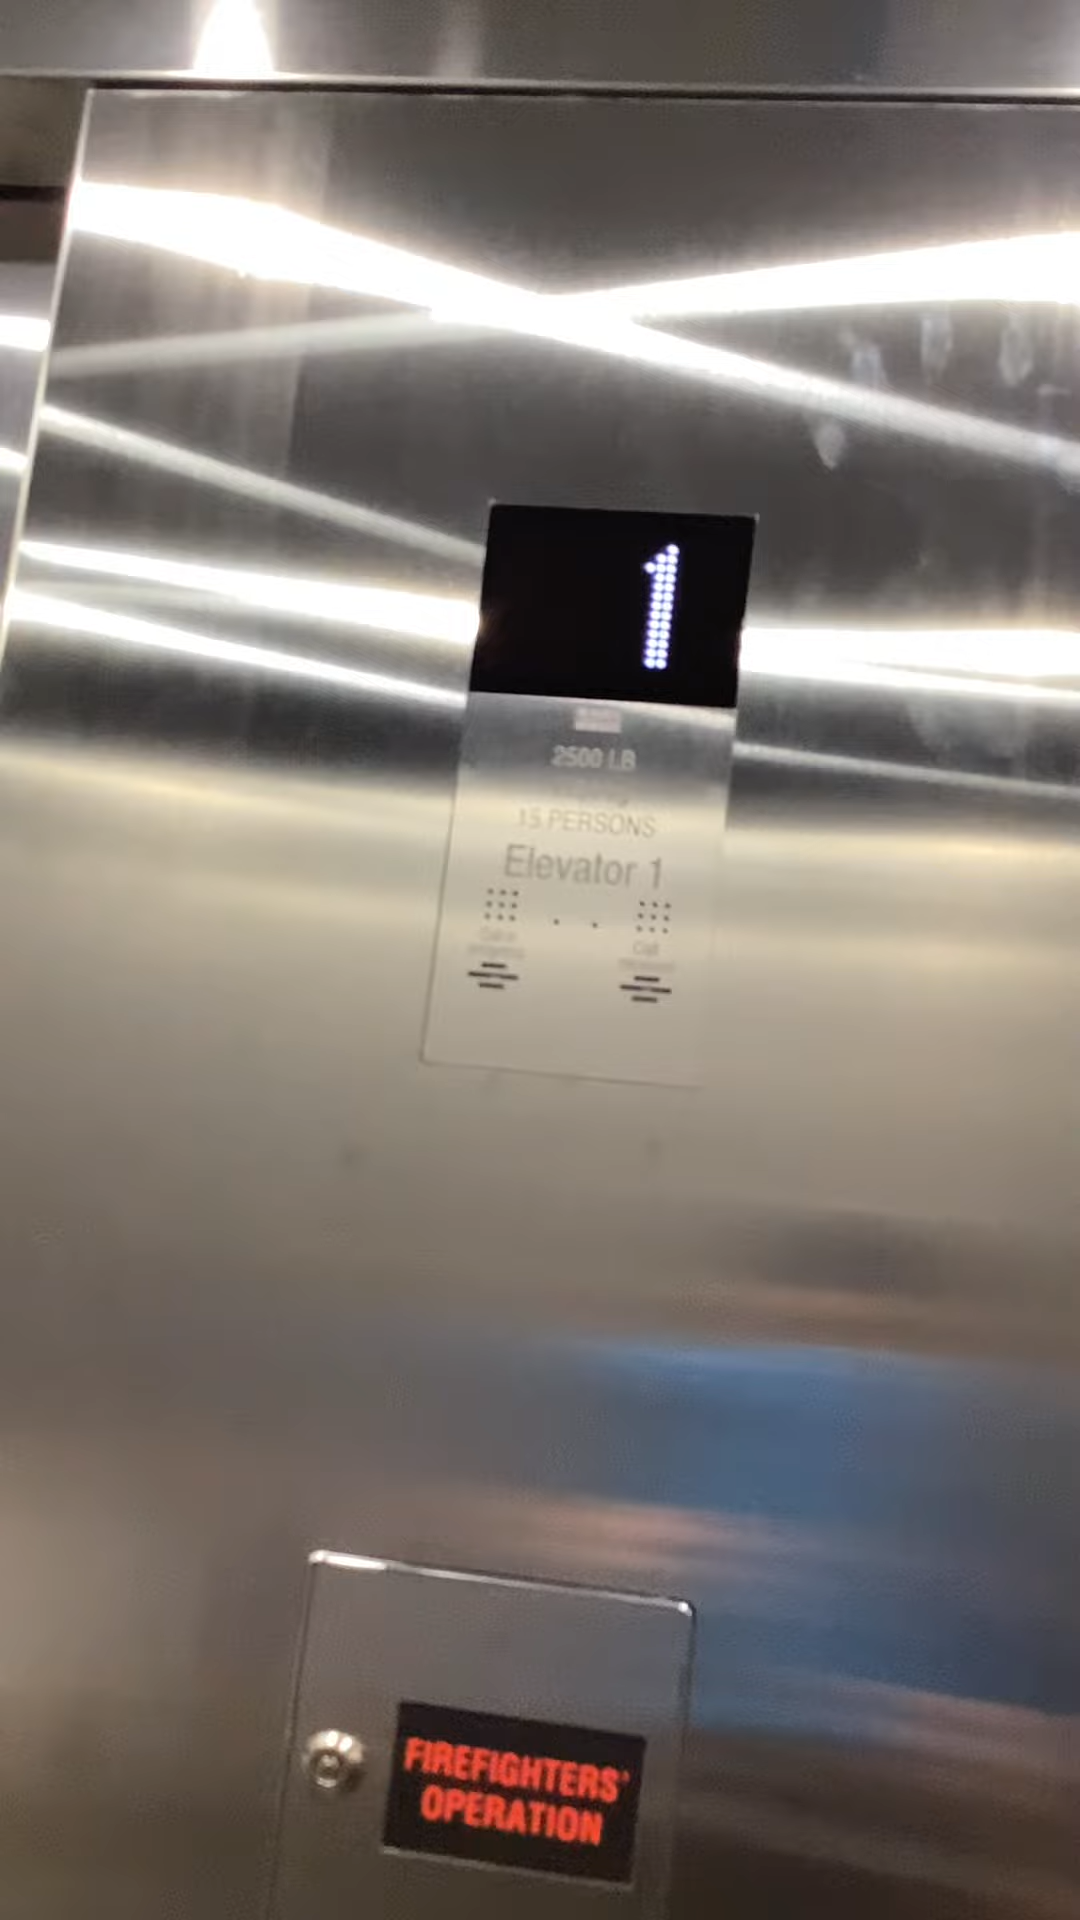 1
2500 LB
15 PERSONS
Elevator 1
FIREFIGHTERS'
OPERATION